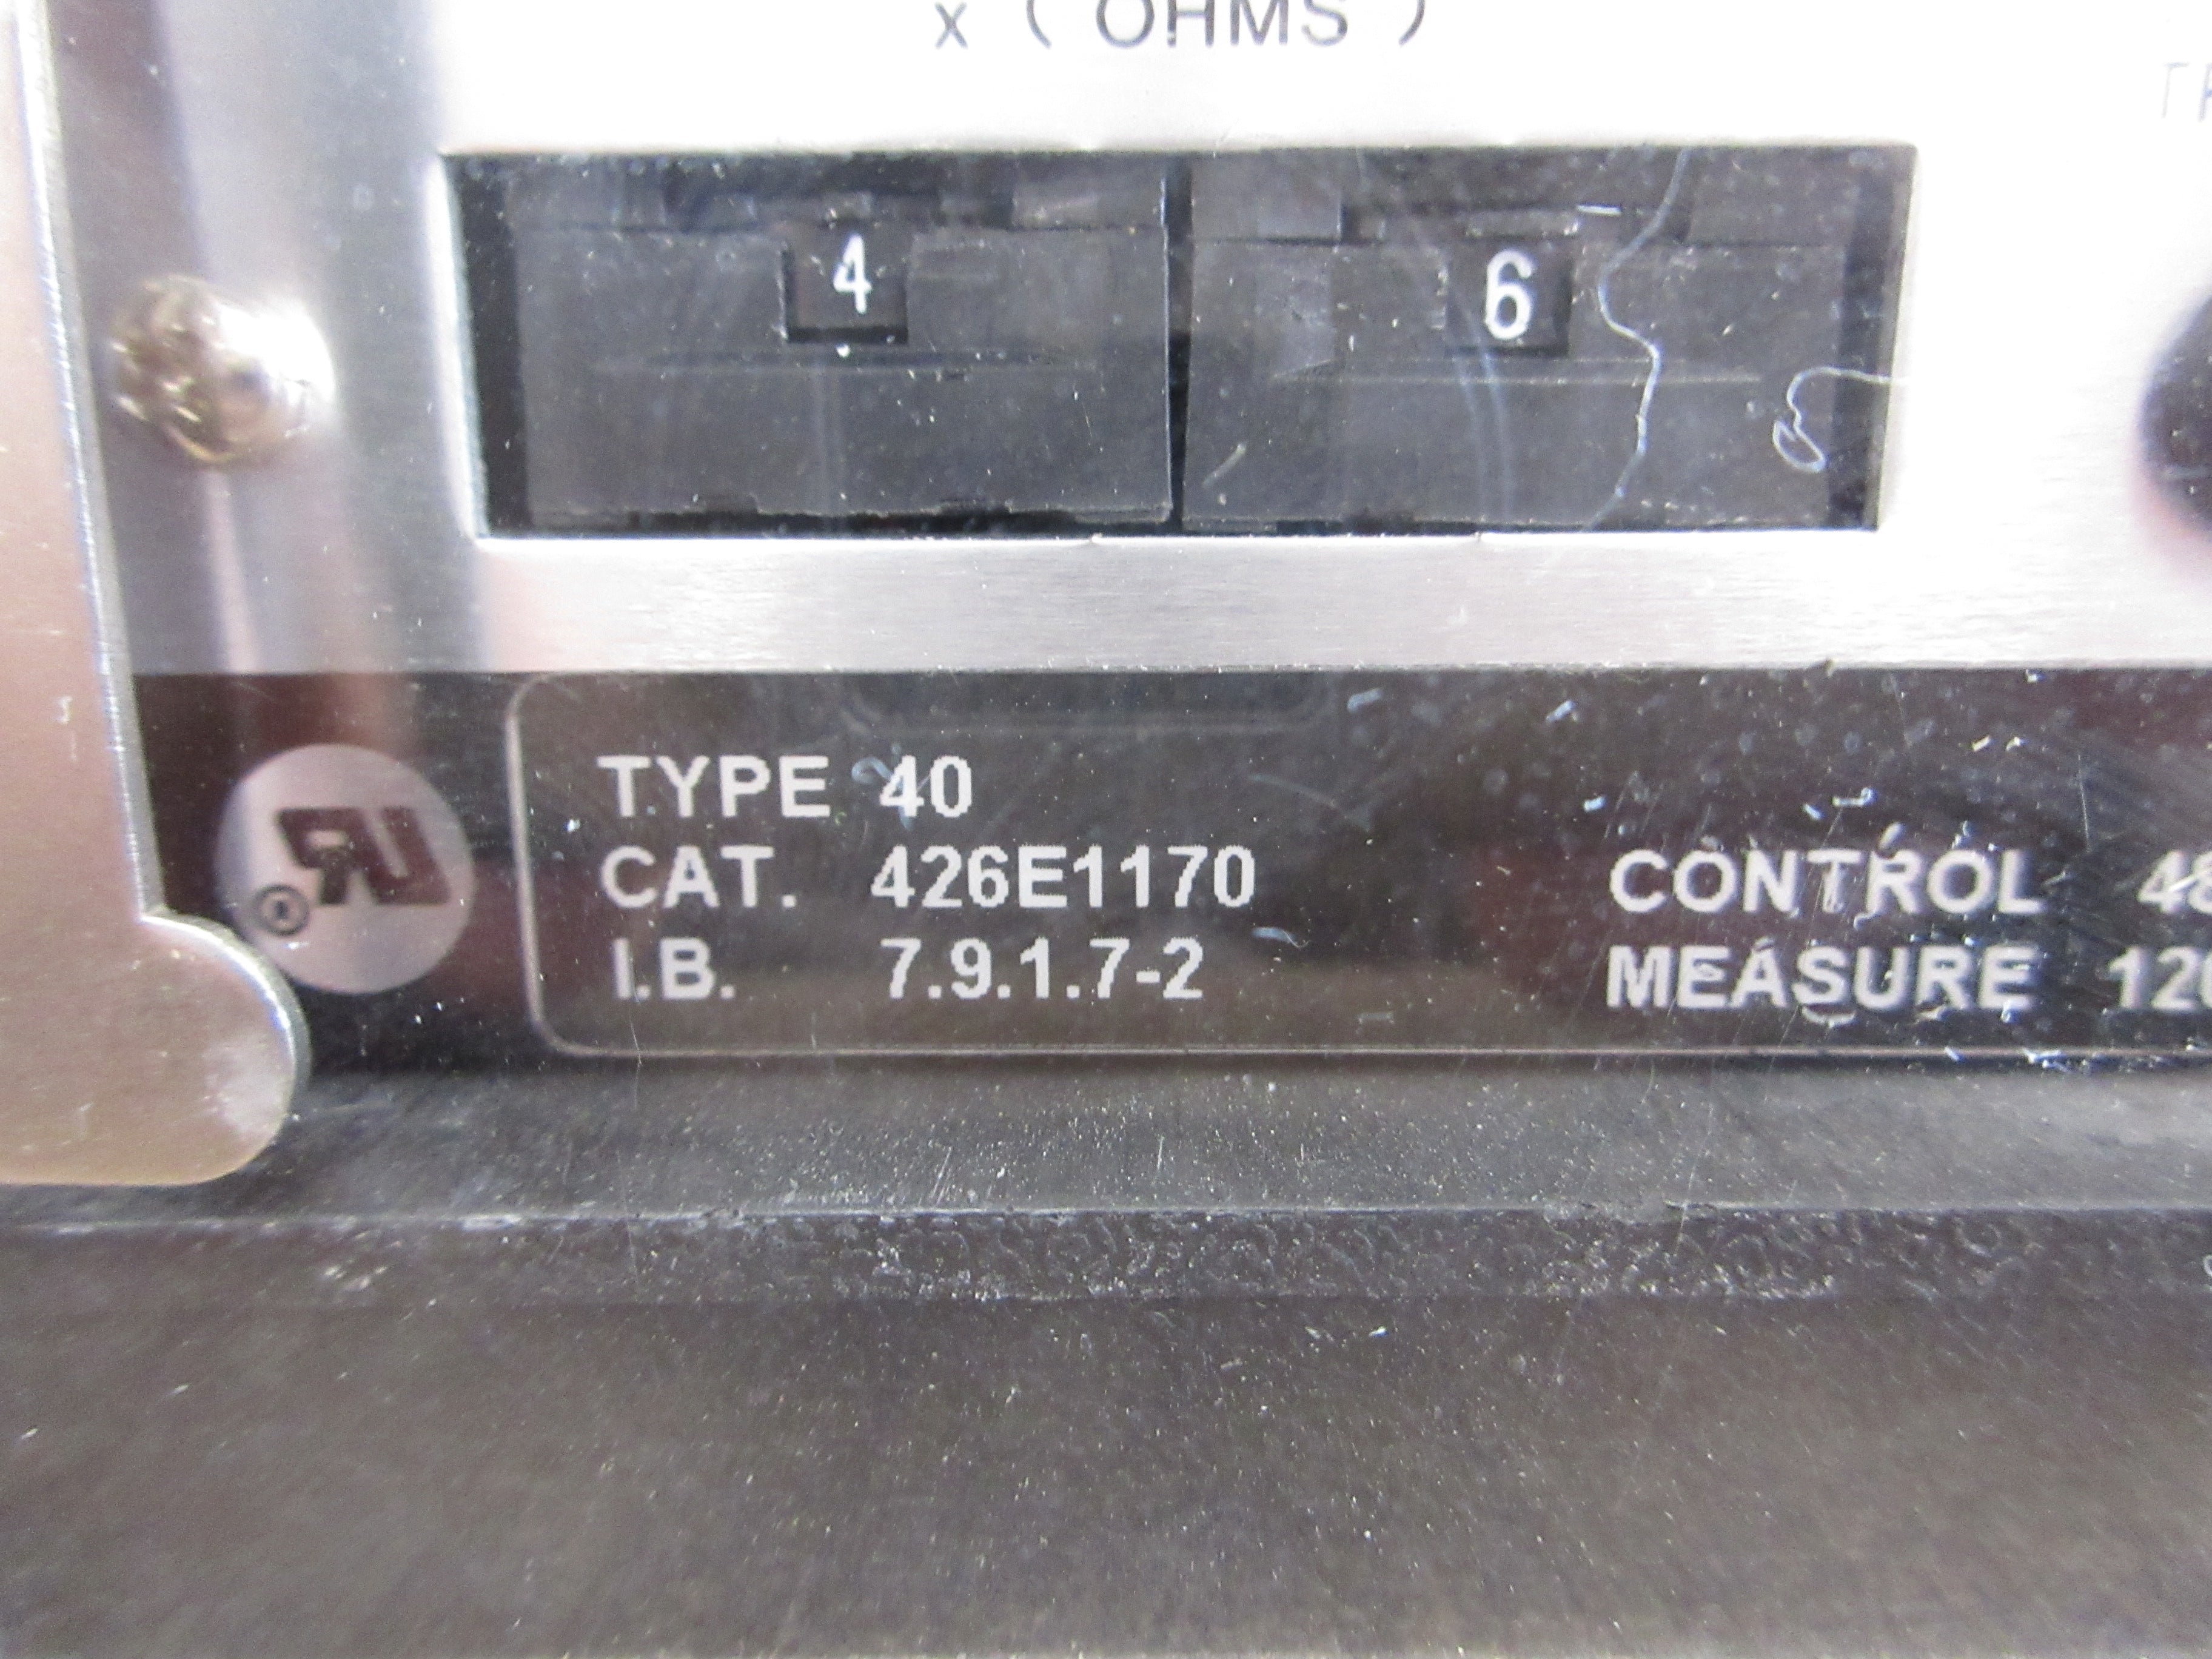 x ( OHMS )
4 6
TYPE 40
CAT. 426E1170
I.B. 7.9.1.7-2
CONTROL
MEASURE